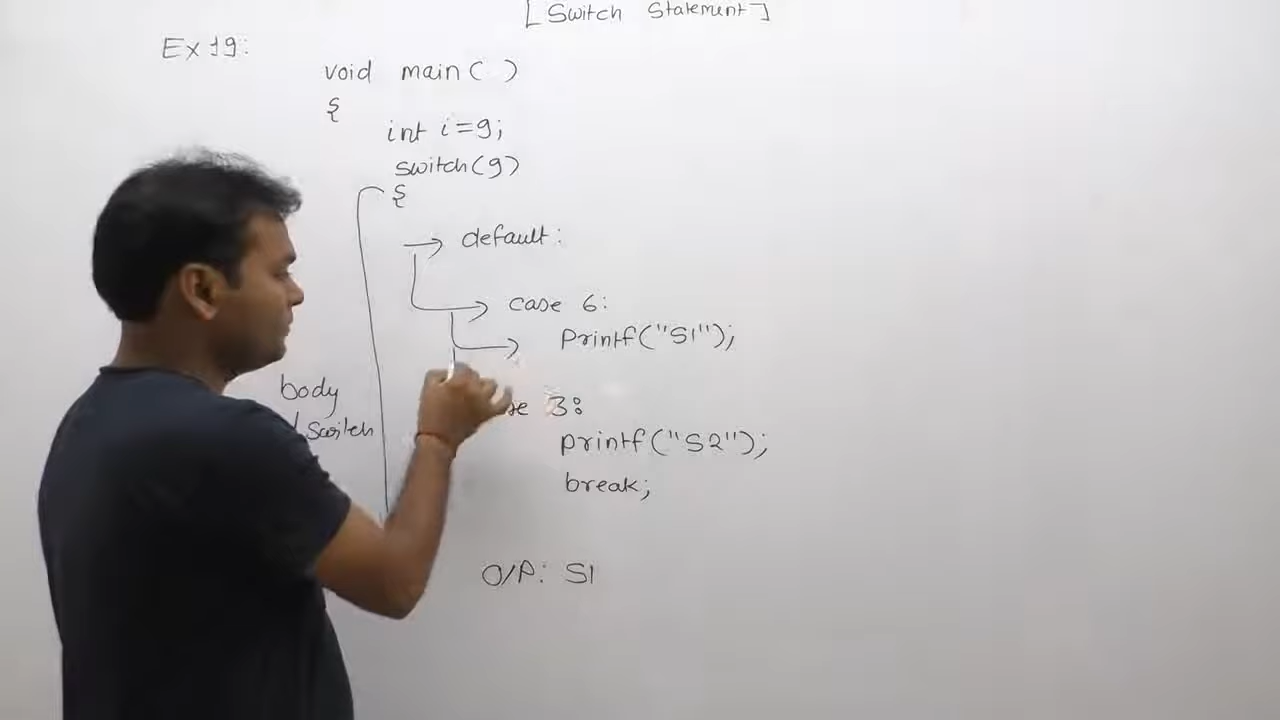 [Switch Statement]
Ex 19:
void main( )
{
int i=9;
switch(9)
{
default:
case 6:
printf("S1");
body
switch
3:
printf("S2");
break;
O/P: S1